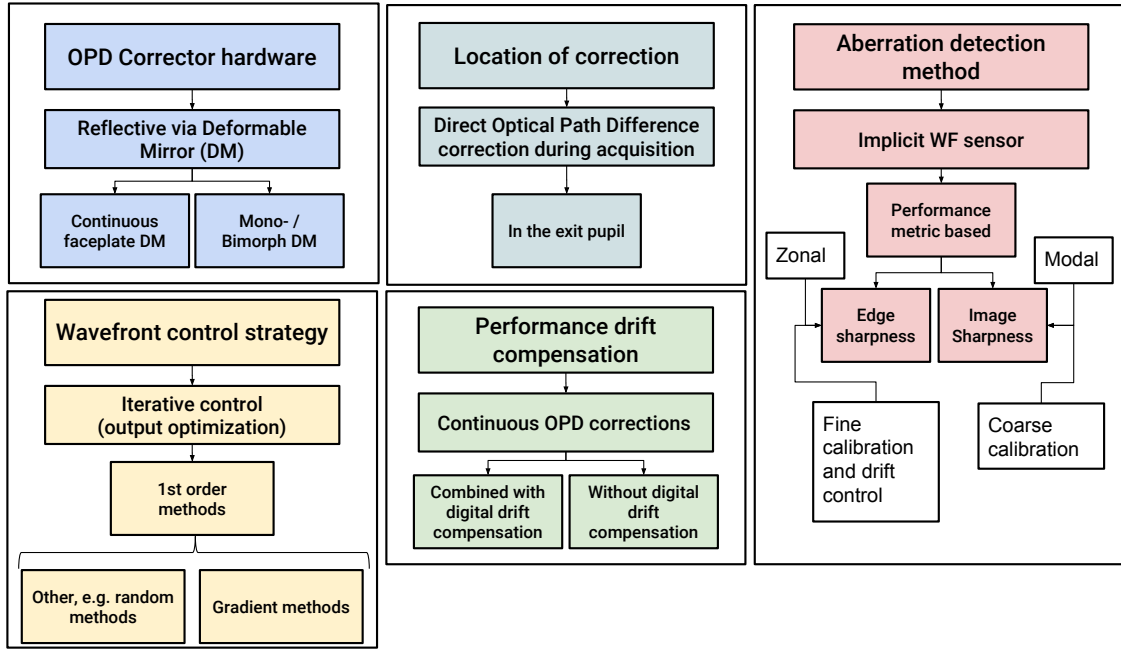 OPD Corrector hardware
Reflective via Deformable
Mirror (DM)
Continuous
faceplate DM
Mono- /
Bimorph DM
Location of correction
Direct Optical Path Difference
correction during acquisition
In the exit pupil
Aberration detection
method
Implicit WF sensor
Performance
metric based
Zonal
Modal
Edge
sharpness
Image
Sharpness
Fine
calibration
and drift
control
Coarse
calibration
Wavefront control strategy
Iterative control
(output optimization)
1st order
methods
Other, e.g. random
methods
Gradient methods
Performance drift
compensation
Continuous OPD corrections
Combined with
digital drift
compensation
Without digital
drift
compensation